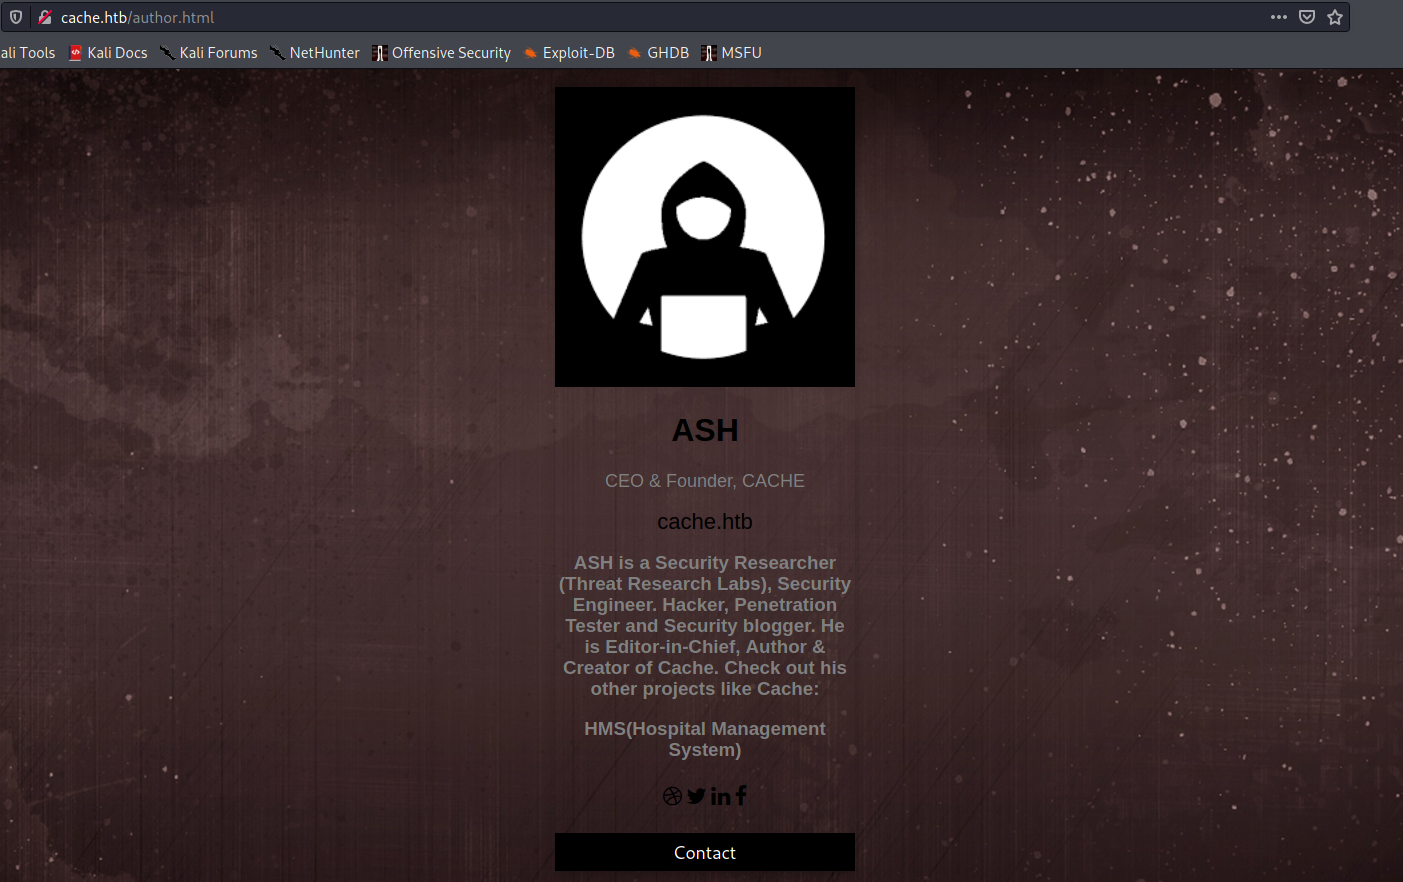 cache.htb/author.html
ali Tools Kali Docs Kali Forums NetHunter Offensive Security Exploit-DB GHDB MSFU
ASH
CEO & Founder, CACHE
cache.htb
ASH is a Security Researcher
(Threat Research Labs), Security
Engineer. Hacker, Penetration
Tester and Security blogger. He
is Editor-in-Chief, Author &
Creator of Cache. Check out his
other projects like Cache:
HMS(Hospital Management
System)
Contact